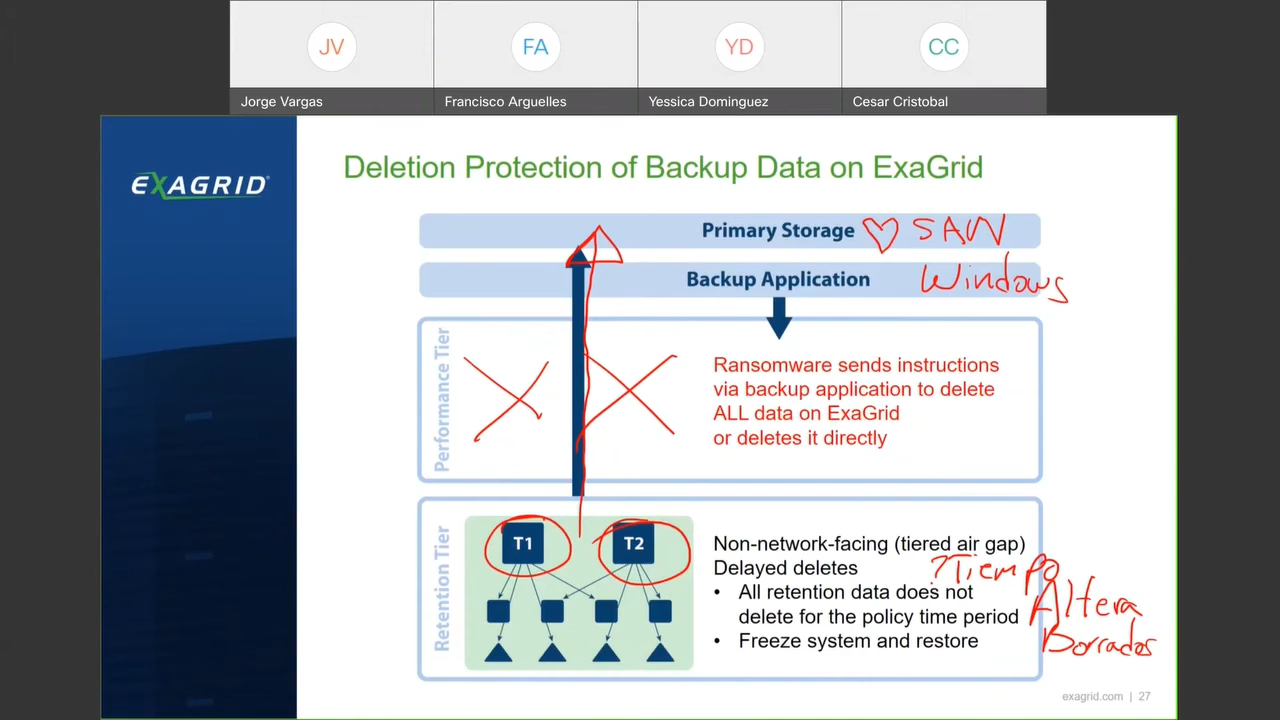 JV
FA
YD
CC
Jorge Vargas
Francisco Arguelles
Yessica Dominguez
Cesar Cristobal
EXAGRID
Deletion Protection of Backup Data on ExaGrid
Primary Storage SAN
Backup Application Windows
Performance Tier
Ransomware sends instructions
via backup application to delete
ALL data on ExaGrid
or deletes it directly
Retention Tier
T1
T2
Non-network-facing (tiered air gap)
Delayed deletes ?Tiempo
• All retention data does not
delete for the policy time period
• Freeze system and restore
Altera
Borrados
exagrid.com | 27